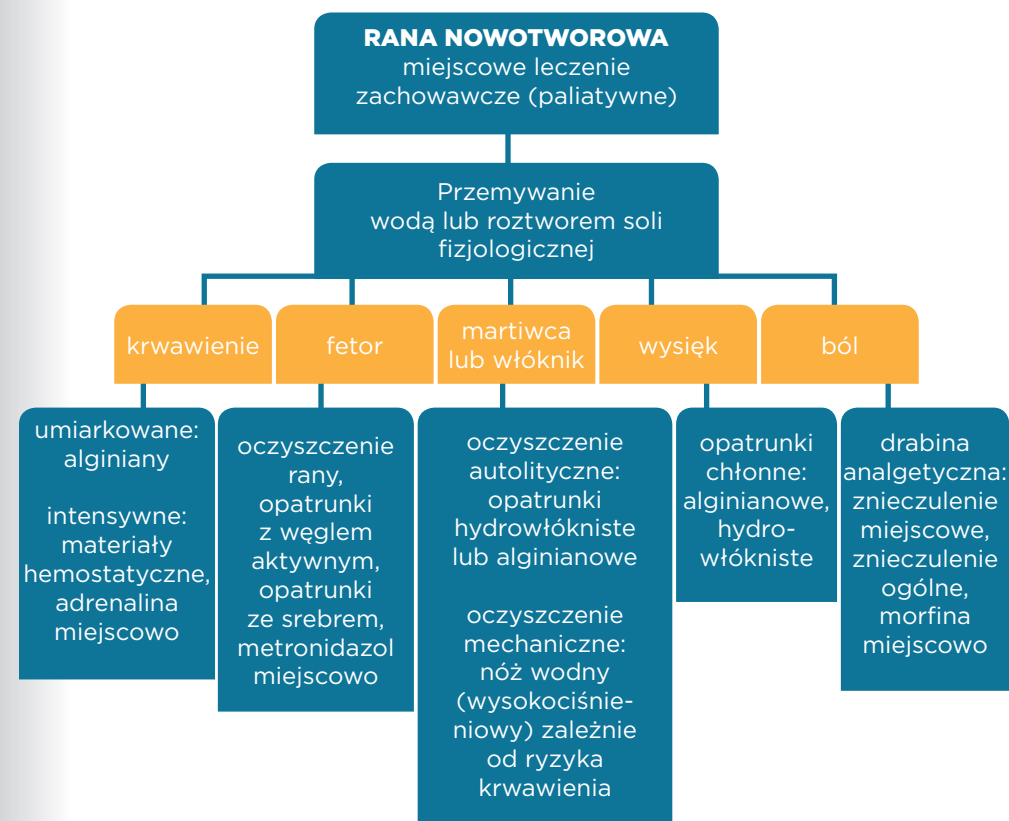 RANA NOWOTWOROWA
miejscowe leczenie
zachowawcze (paliatywne)
Przemywanie
wodą lub roztworem soli
fizjologicznej
krwawienie
fetor
martiwca
lub włóknik
wysięk
ból
umiarkowane:
alginiany
intensywne:
materiały
hemostatyczne,
adrenalina
miejscowo
oczyszczenie
rany,
opatrunki
z węglem
aktywnym,
opatrunki
ze srebrem,
metronidazol
miejscowo
oczyszczenie
autolityczne:
opatrunki
hydrowłókniste
lub alginianowe
oczyszczenie
mechaniczne:
nóż wodny
(wysokociśnie-
niowy) zależnie
od ryzyka
krwawienia
opatrunki
chłonne:
alginianowe,
hydro-
włókniste
drabina
analgetyczna:
znieczulenie
miejscowe,
znieczulenie
ogólne,
morfina
miejscowo